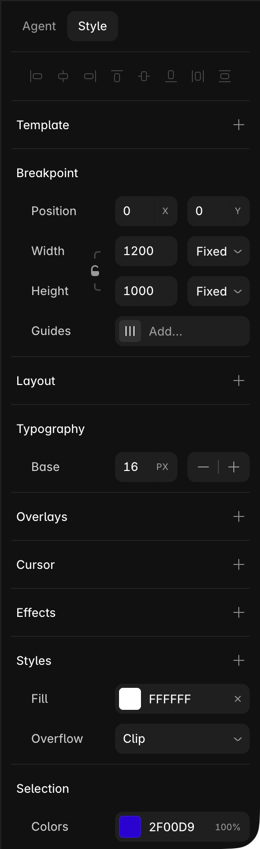 Agent Style
Template
Breakpoint
Position 0 X 0 Y
Width 1200 Fixed
Height 1000 Fixed
Guides Add...
Layout
Typography
Base 16 PX
Overlays
Cursor
Effects
Styles
Fill FFFFFF
Overflow Clip
Selection
Colors 2F00D9 100%